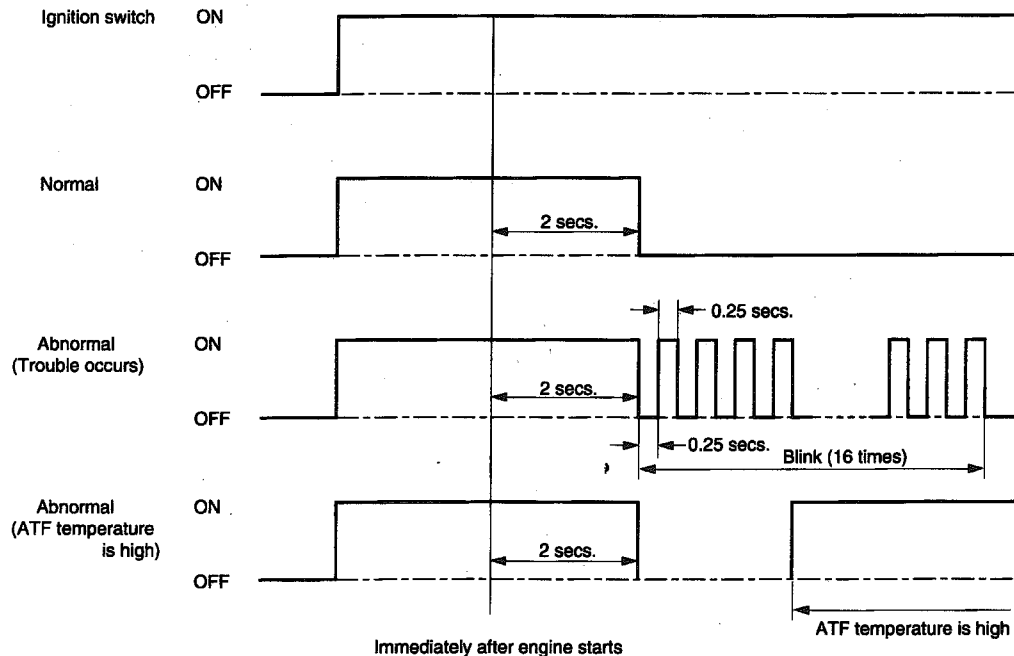 Ignition switch
ON
OFF
Normal
ON
2 secs.
OFF
0.25 secs.
Abnormal
(Trouble occurs)
ON
2 secs.
OFF
0.25 secs.
Blink (16 times)
Abnormal
(ATF temperature
is high)
ON
2 secs.
OFF
ATF temperature is high
Immediately after engine starts